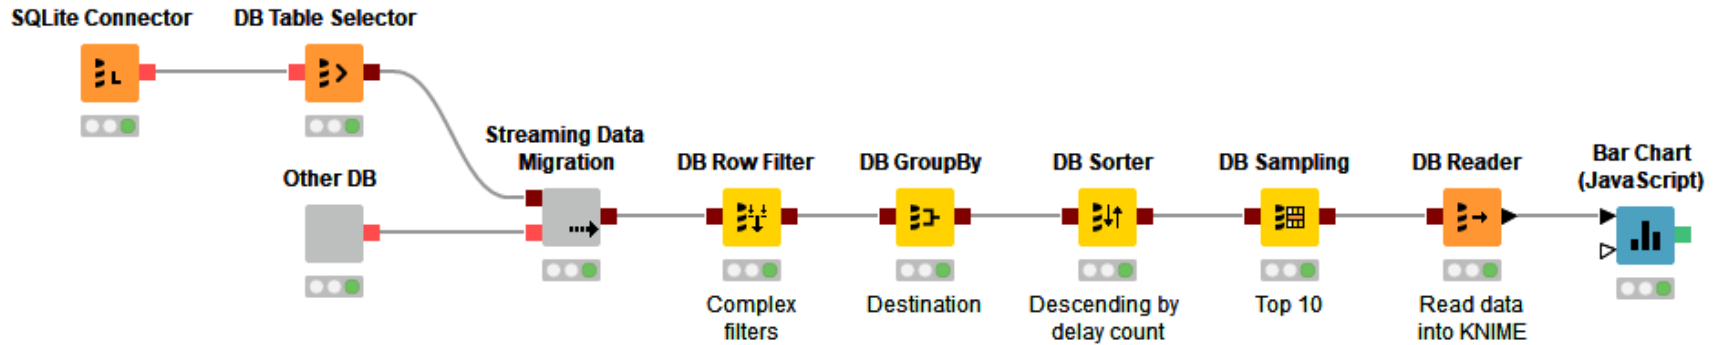 SQLite Connector
DB Table Selector
Other DB
Streaming Data
Migration
DB Row Filter
Complex
filters
DB GroupBy
Destination
DB Sorter
Descending by
delay count
DB Sampling
Top 10
DB Reader
Read data
into KNIME
Bar Chart
(JavaScript)